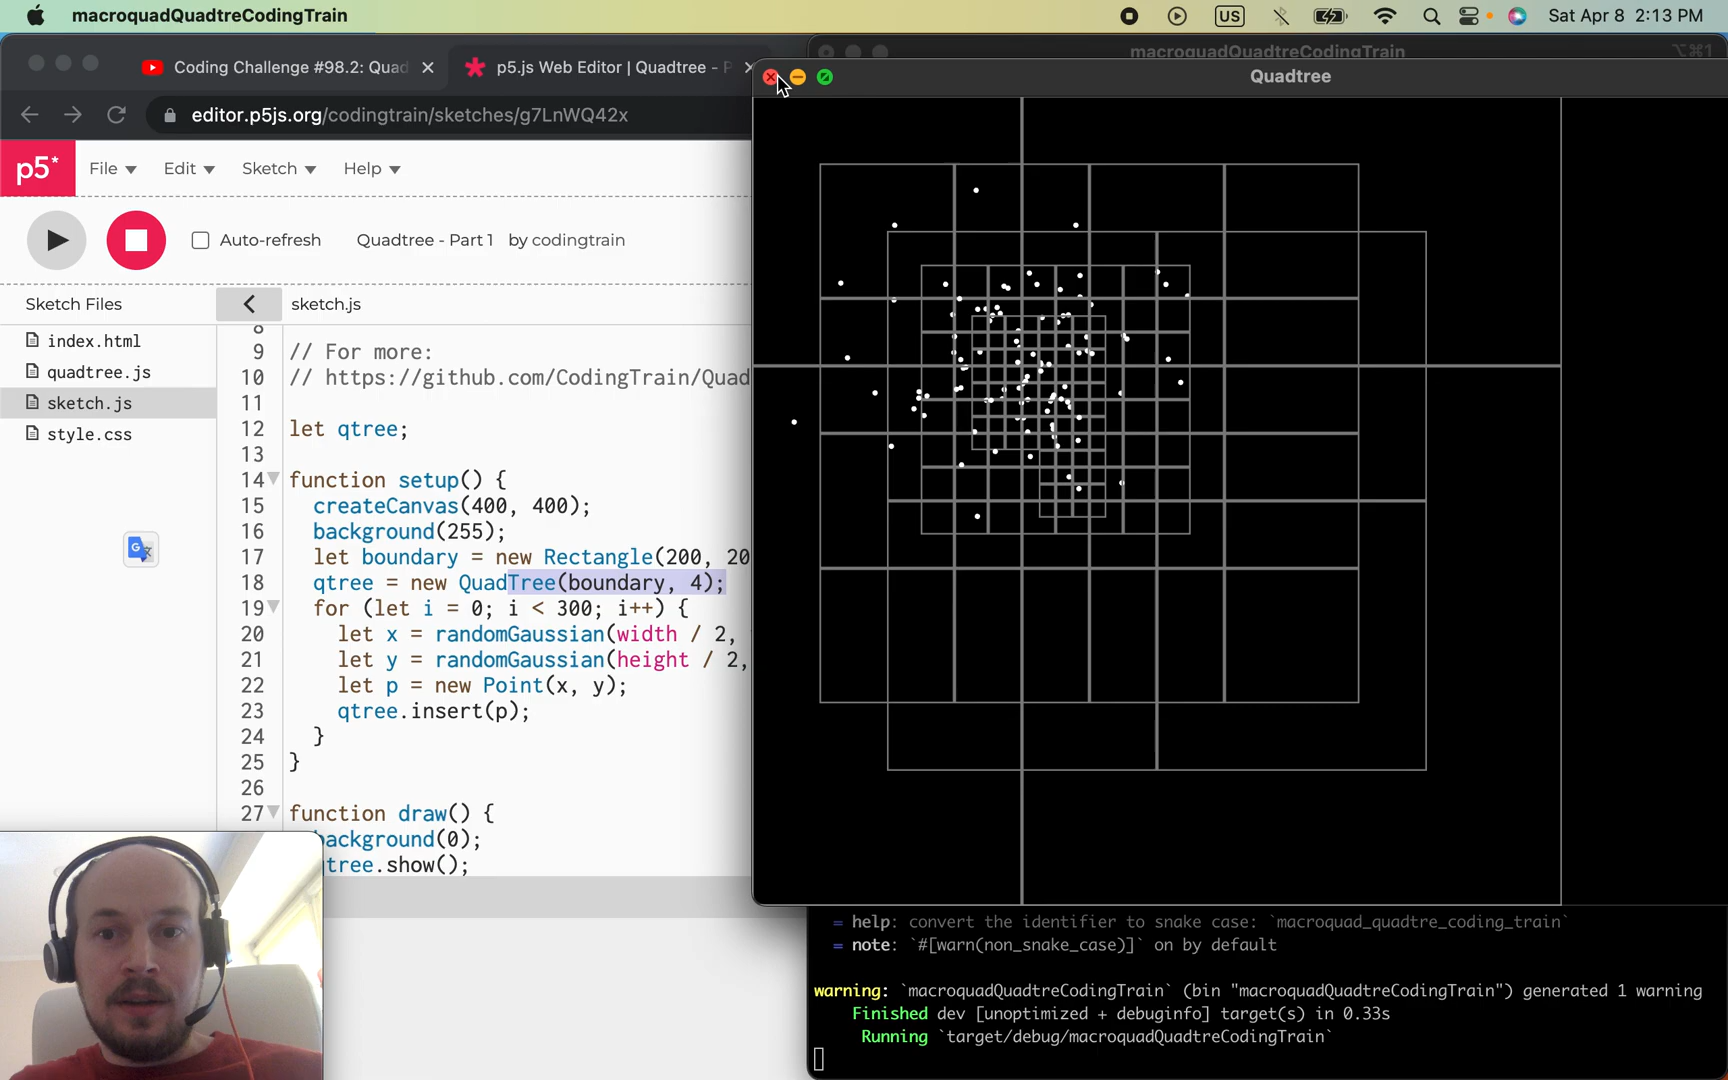 macroquadQuadtreCodingTrain
US
Sat Apr 8 2:13 PM
Coding Challenge #98.2: Quad
p5.js Web Editor | Quadtree - P
macroquadQuadtreCodingTrain
⌥⌘1
Quadtree
editor.p5js.org/codingtrain/sketches/g7LnWQ42x
p5*
File
Edit
Sketch
Help
Auto-refresh
Quadtree - Part 1 by codingtrain
Sketch Files
sketch.js
index.html
quadtree.js
sketch.js
style.css
8
9 // For more:
10 // https://github.com/CodingTrain/Quad
11
12 let qtree;
13
14 function setup() {
15 createCanvas(400, 400);
16 background(255);
17 let boundary = new Rectangle(200, 20
18 qtree = new QuadTree(boundary, 4);
19 for (let i = 0; i < 300; i++) {
20 let x = randomGaussian(width / 2,
21 let y = randomGaussian(height / 2,
22 let p = new Point(x, y);
23 qtree.insert(p);
24 }
25 }
26
27 function draw() {
background(0);
tree.show();
= help: convert the identifier to snake case: `macroquad_quadtre_coding_train`
= note: `#[warn(non_snake_case)]` on by default
warning: `macroquadQuadtreCodingTrain` (bin "macroquadQuadtreCodingTrain") generated 1 warning
Finished dev [unoptimized + debuginfo] target(s) in 0.33s
Running `target/debug/macroquadQuadtreCodingTrain`